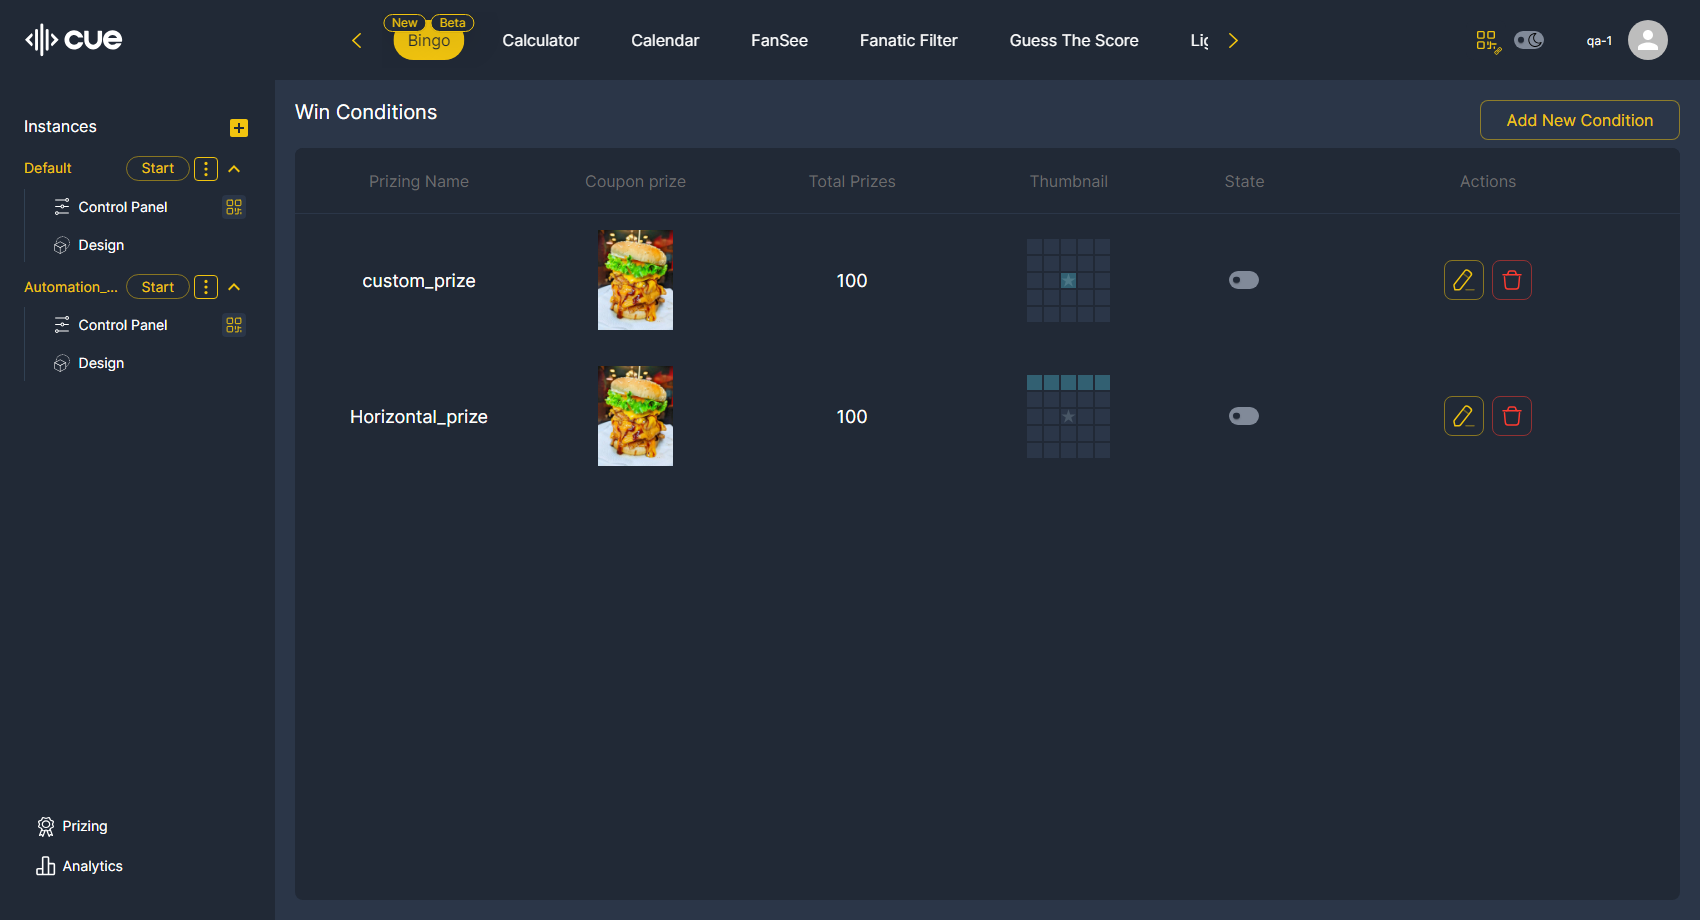 cue
New Beta
Bingo
Calculator
Calendar
FanSee
Fanatic Filter
Guess The Score
qa-1
Instances
Default Start
Control Panel
Design
Automation_... Start
Control Panel
Design
Prizing
Analytics
Win Conditions
Add New Condition
Prizing Name Coupon prize Total Prizes Thumbnail State Actions
custom_prize 100
Horizontal_prize 100